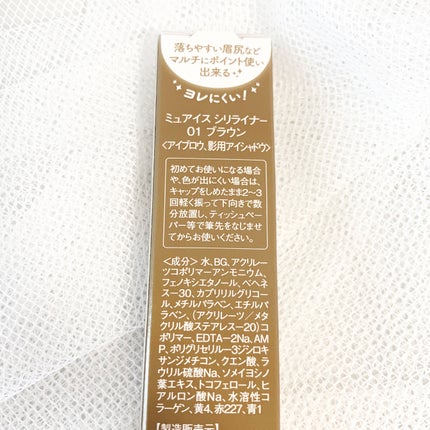 落ちやすい眉尻など
マルチにポイント使い
出来る
ヨレにくい!
ミュアイス シリライナー
01 ブラウン
<アイブロウ、影用アイシャドウ>
初めてお使いになる場合
や、色が出にくい場合は、
キャップをしめたまま2〜3
回軽く振って下向きで数
分放置し、ティッシュペー
パー等で筆先をなじませ
てからお使いください。
<成分> 水、BG、アクリレー
ツコポリマーアンモニウム、
フェノキシエタノール、ベヘネ
スー30、カプリリルグリコー
ル、メチルパラベン、エチルパ
ラベン、(アクリレーツ/メタ
クリル酸ステアレスー20)コ
ポリマー、EDTAー2Na、AM
P、ポリグリセリルー3ジシロキ
サンジメチコン、クエン酸、ラ
ウリル硫酸Na、ソメイヨシノ
葉エキス、トコフェロール、ヒ
アルロン酸Na、水溶性コ
ラーゲン、黄4、赤227、青1
【製造販売元】